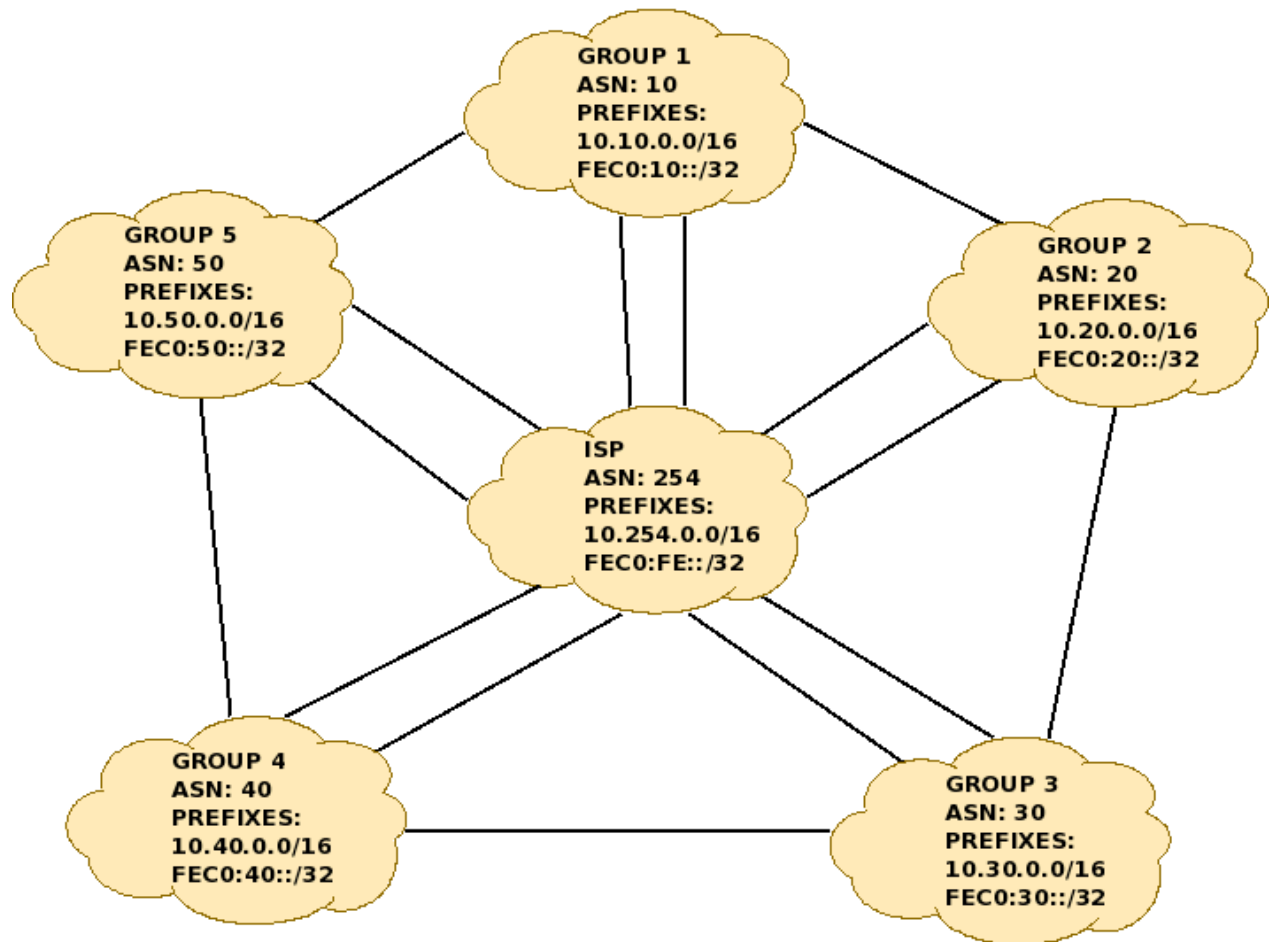 GROUP 1
ASN: 10
PREFIXES:
10.10.0.0/16
FEC0:10::/32
GROUP 5
ASN: 50
PREFIXES:
10.50.0.0/16
FEC0:50::/32
GROUP 2
ASN: 20
PREFIXES:
10.20.0.0/16
FEC0:20::/32
ISP
ASN: 254
PREFIXES:
10.254.0.0/16
FEC0:FE::/32
GROUP 4
ASN: 40
PREFIXES:
10.40.0.0/16
FEC0:40::/32
GROUP 3
ASN: 30
PREFIXES:
10.30.0.0/16
FEC0:30::/32